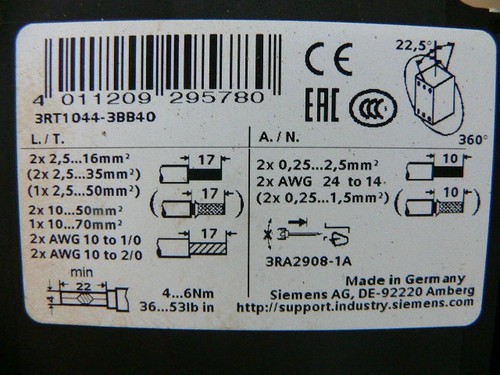 CE
22,5°
4 011209 295780
3RT1044-3BB40
EAC CCC
360°
L./T.
A./N.
2x 2,5...16mm²
17
(2x 2,5...35mm²)
(1x 2,5...50mm²)
17
2x 10...50mm²
1x 10...70mm²
17
2x AWG 10 to 1/0
2x AWG 10 to 2/0
min
22
4...6Nm
36...53lb in
2x 0,25...2,5mm²
10
2x AWG 24 to 14
(2x 0,25...1,5mm²)
10
3RA2908-1A
Made in Germany
Siemens AG, DE-92220 Amberg
http://support.industry.siemens.com